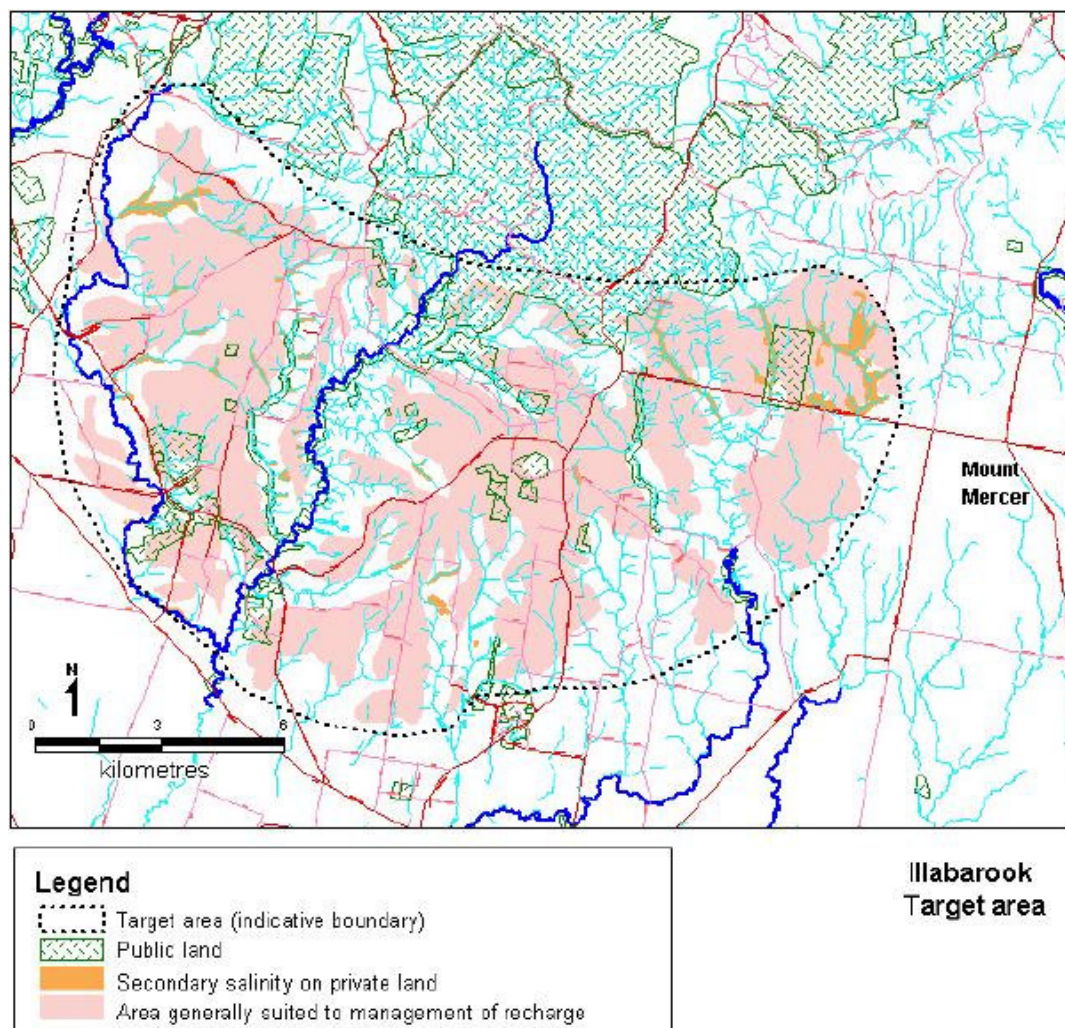 Mount
Mercer
N
0 3 6
kilometres
Legend
Target area (indicative boundary)
Public land
Secondary salinity on private land
Area generally suited to management of recharge
Illabarook
Target area